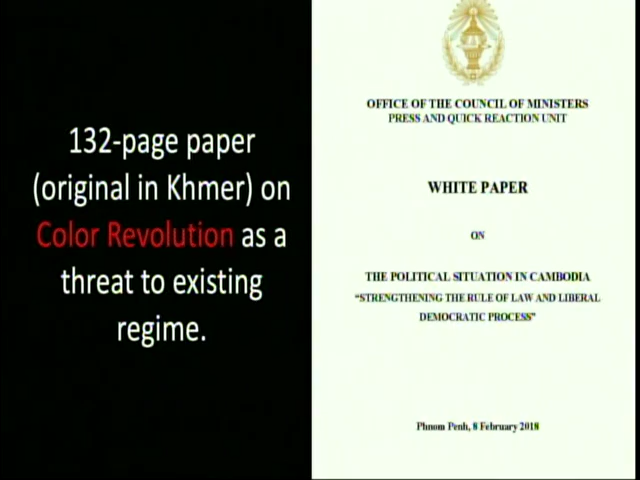 132-page paper
(original in Khmer) on
Color Revolution as a
threat to existing
regime.
OFFICE OF THE COUNCIL OF MINISTERS
PRESS AND QUICK REACTION UNIT
WHITE PAPER
ON
THE POLITICAL SITUATION IN CAMBODIA
“STRENGTHENING THE RULE OF LAW AND LIBERAL
DEMOCRATIC PROCESS”
Phnom Penh, 8 February 2018